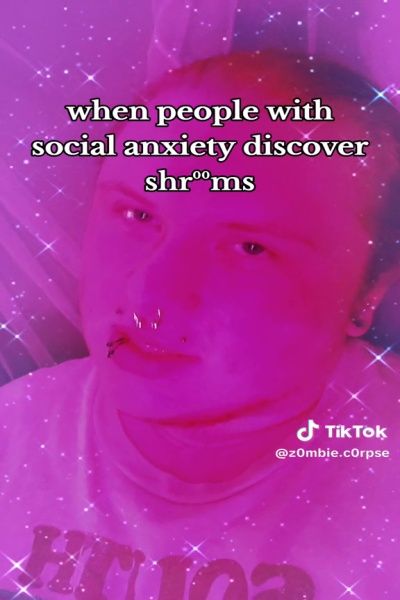 when people with
social anxiety discover
shr°°ms
TikTok
@z0mbie.c0rpse